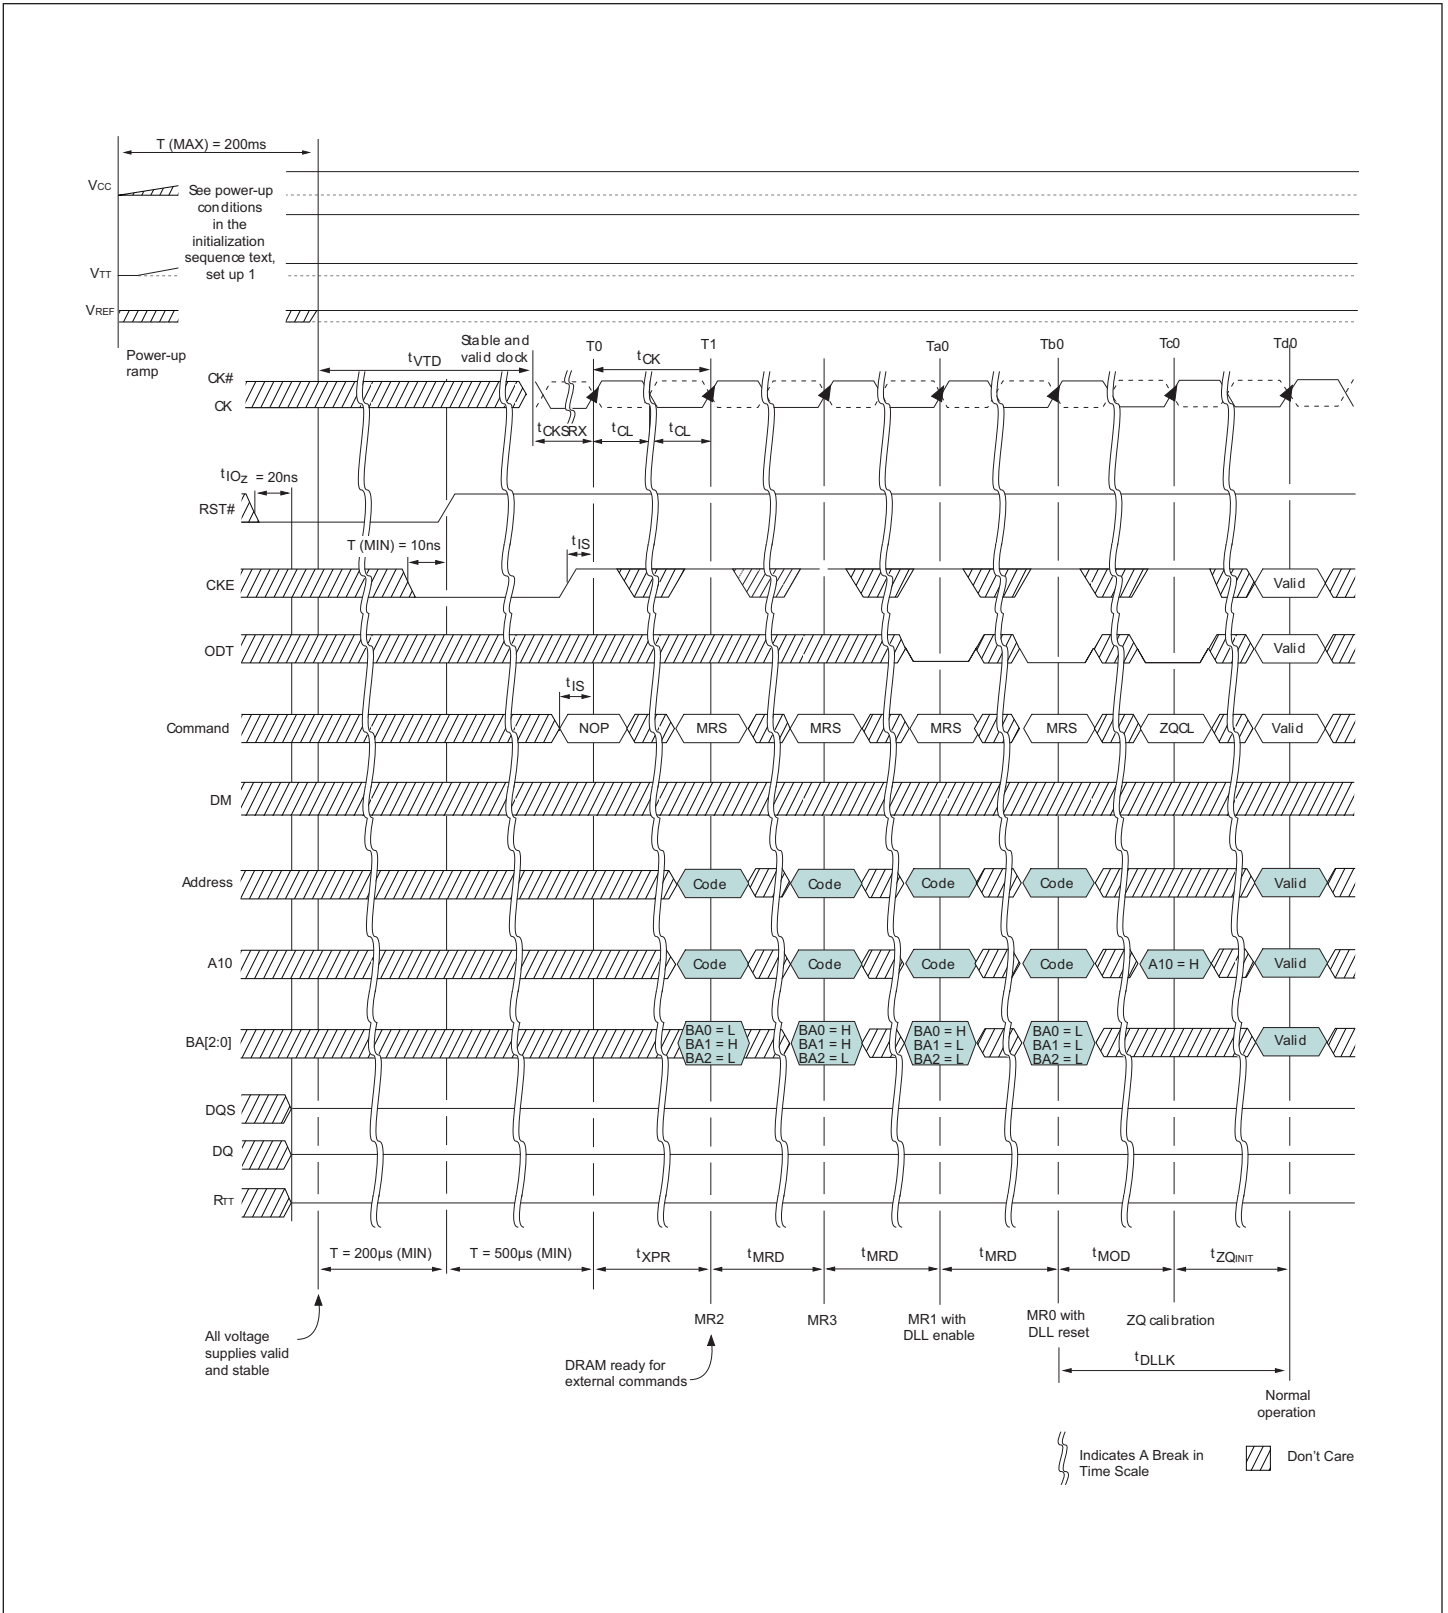 T (MAX) = 200ms
VCC
See power-up
conditions
in the
initialization
sequence text,
set up 1
VTT
VREF
Power-up
ramp
tVTD
Stable and
valid clock
T0
tCK
T1
Ta0
Tb0
Tc0
Td0
CK#
CK
tCKSRX
tCL
tCL
tIOz = 20ns
RST#
T (MIN) = 10ns
tIS
CKE
Valid
ODT
Valid
tIS
Command
NOP
MRS
MRS
MRS
MRS
ZQCL
Valid
DM
Address
Code
Code
Code
Code
Valid
A10
Code
Code
Code
Code
A10 = H
Valid
BA[2:0]
BA0 = L
BA1 = H
BA2 = L
BA0 = H
BA1 = H
BA2 = L
BA0 = H
BA1 = L
BA2 = L
BA0 = L
BA1 = L
BA2 = L
Valid
DQS
DQ
RTT
T = 200µs (MIN)
T = 500µs (MIN)
tXPR
tMRD
tMRD
tMRD
tMOD
tZQINIT
All voltage
supplies valid
and stable
MR2
DRAM ready for
external commands
MR3
MR1 with
DLL enable
MR0 with
DLL reset
ZQ calibration
tDLLK
Normal
operation
Indicates A Break in
Time Scale
Don't Care